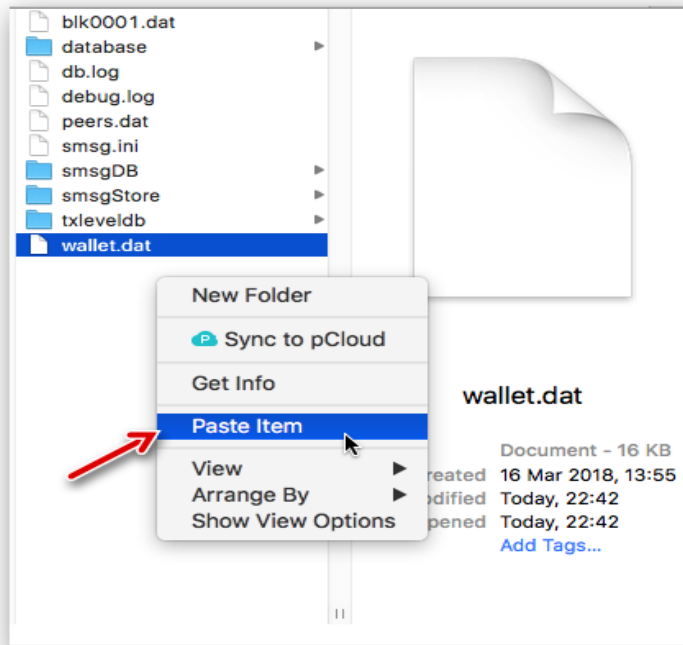 blk0001.dat
database
db.log
debug.log
peers.dat
smsg.ini
smsgDB
smsgStore
txleveldb
wallet.dat
New Folder
P
Sync to pCloud
Get Info
Paste Item
View
Arrange By
Show View Options
wallet.dat
Document - 16 KB
reated 16 Mar 2018, 13:55
odified Today, 22:42
pened Today, 22:42
Add Tags...